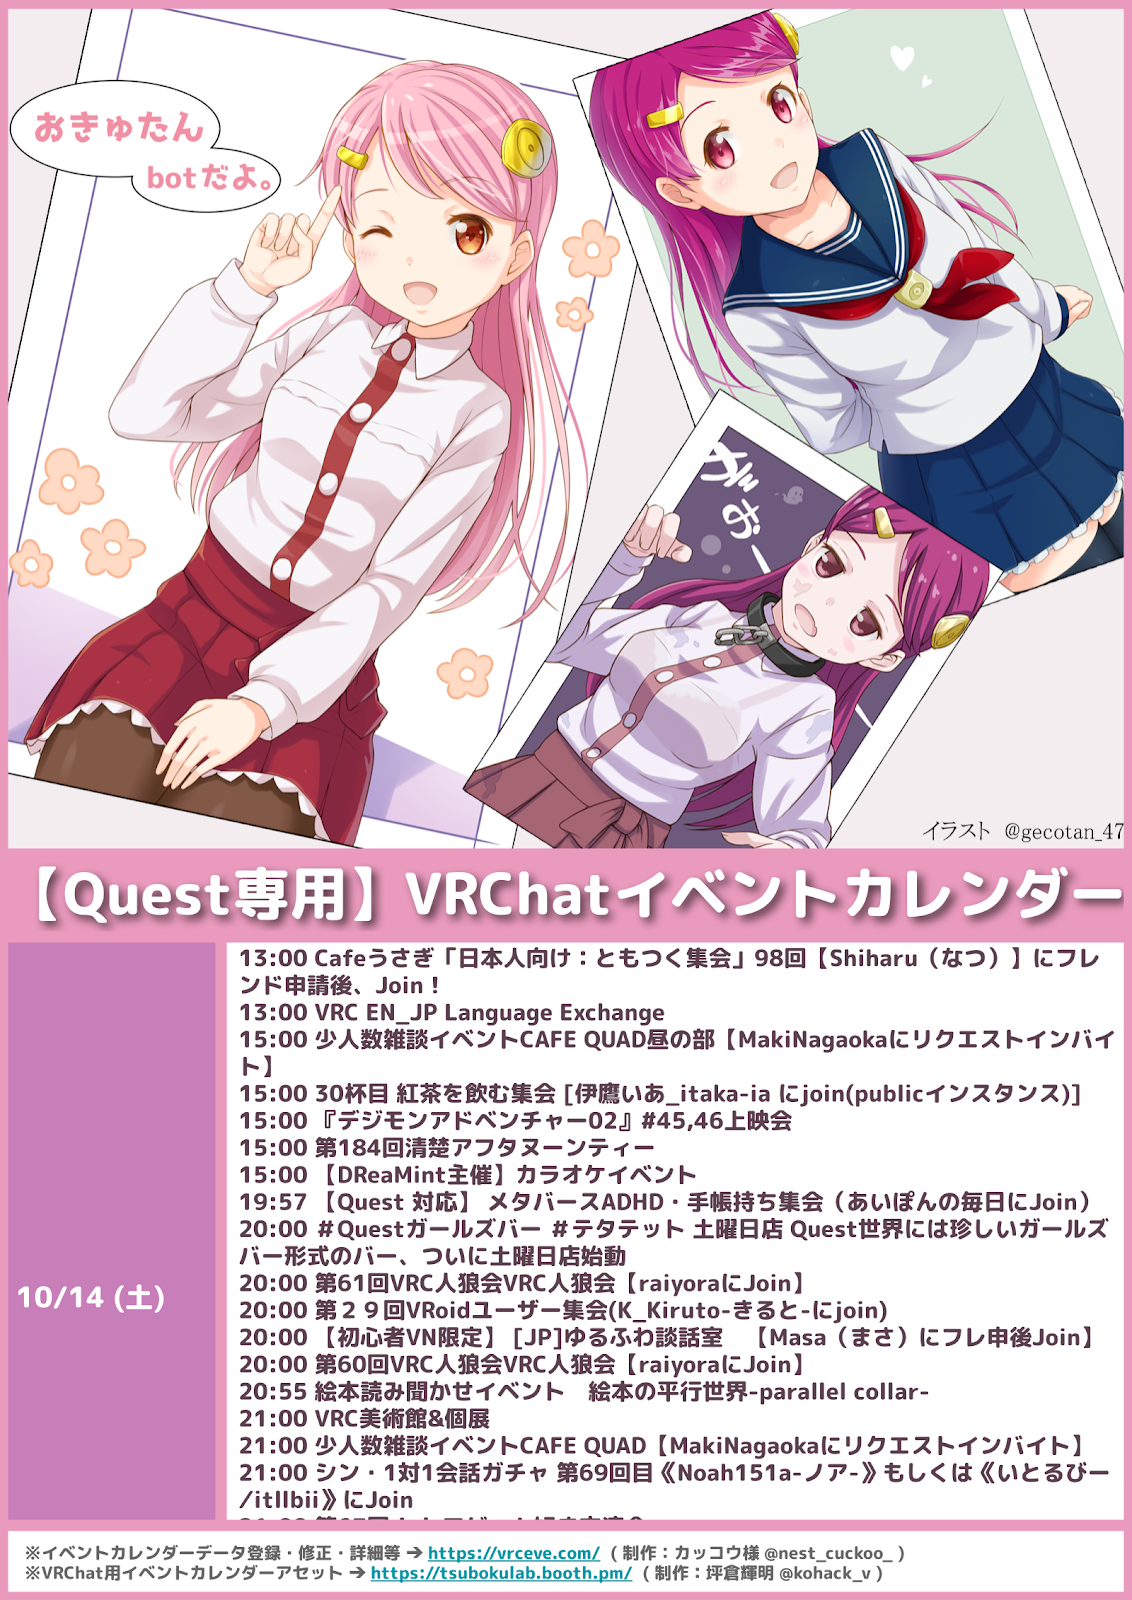 おきゅたん
botだよ。
がおー
イラスト @gecotan_47
【Quest専用】VRChatイベントカレンダー
10/14 (土)
13:00 Cafeうさぎ「日本人向け：ともつく集会」98回【Shiharu（なつ）】にフレ
ンド申請後、Join！
13:00 VRC EN_JP Language Exchange
15:00 少人数雑談イベントCAFE QUAD昼の部【MakiNagaokaにリクエストインバイ
ト】
15:00 30杯目 紅茶を飲む集会 [伊鷹いあ_itaka-ia にjoin(publicインスタンス)]
15:00 『デジモンアドベンチャー02』#45,46上映会
15:00 第184回清楚アフタヌーンティー
15:00 【DReaMint主催】カラオケイベント
19:57 【Quest 対応】 メタバースADHD・手帳持ち集会（あいぽんの毎日にJoin）
20:00 ＃Questガールズバー ＃テタテット 土曜日店 Quest世界には珍しいガールズ
バー形式のバー、ついに土曜日店始動
20:00 第61回VRC人狼会VRC人狼会【raiyoraにJoin】
20:00 第２９回VRoidユーザー集会(K_Kiruto-きると-にjoin)
20:00 【初心者VN限定】 [JP]ゆるふわ談話室　【Masa（まさ）にフレ申後Join】
20:00 第60回VRC人狼会VRC人狼会【raiyoraにJoin】
20:55 絵本読み聞かせイベント　絵本の平行世界-parallel collar-
21:00 VRC美術館&個展
21:00 少人数雑談イベントCAFE QUAD【MakiNagaokaにリクエストインバイト】
21:00 シン・1対1会話ガチャ 第69回目《Noah151a-ノア-》もしくは《いとるびー
/itllbii》にJoin
※イベントカレンダーデータ登録・修正・詳細等 ➔ https://vrceve.com/ （制作：カッコウ様 @nest_cuckoo_ ）
※VRChat用イベントカレンダーアセット ➔ https://tsubokulab.booth.pm/ （制作：坪倉輝明 @kohack_v ）